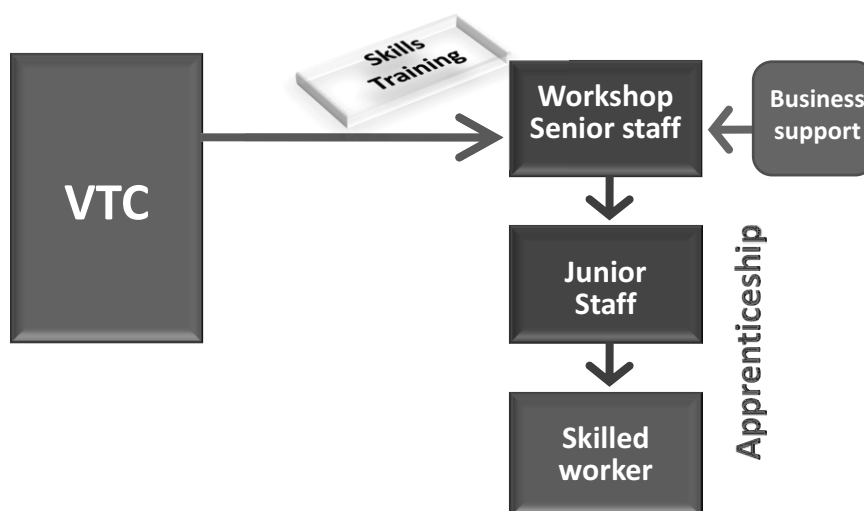 Skills
Training
Workshop
Senior staff
Business
support
VTC
Junior
Staff
Apprenticeship
Skilled
worker